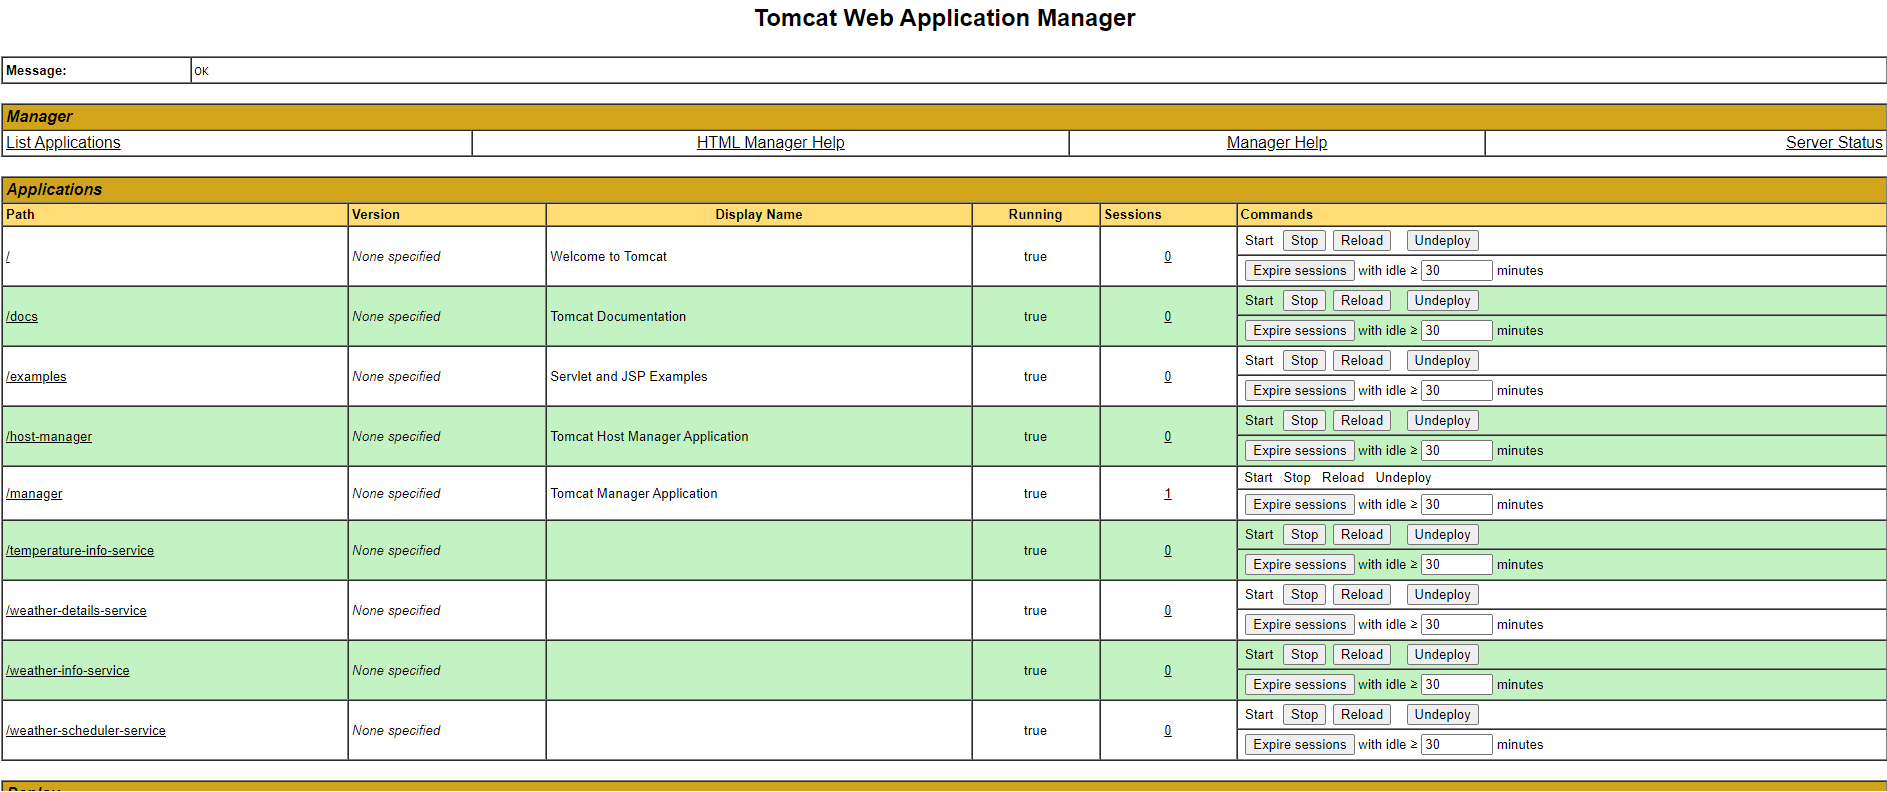 Tomcat Web Application Manager
Message: OK
Manager
List Applications HTML Manager Help Manager Help Server Status
Applications
Path Version Display Name Running Sessions Commands
/ None specified Welcome to Tomcat true 0 Start Stop Reload Undeploy
Expire sessions with idle ≥ 30 minutes
/docs None specified Tomcat Documentation true 0 Start Stop Reload Undeploy
Expire sessions with idle ≥ 30 minutes
/examples None specified Servlet and JSP Examples true 0 Start Stop Reload Undeploy
Expire sessions with idle ≥ 30 minutes
/host-manager None specified Tomcat Host Manager Application true 0 Start Stop Reload Undeploy
Expire sessions with idle ≥ 30 minutes
/manager None specified Tomcat Manager Application true 1 Start Stop Reload Undeploy
Expire sessions with idle ≥ 30 minutes
/temperature-info-service None specified true 0 Start Stop Reload Undeploy
Expire sessions with idle ≥ 30 minutes
/weather-details-service None specified true 0 Start Stop Reload Undeploy
Expire sessions with idle ≥ 30 minutes
/weather-info-service None specified true 0 Start Stop Reload Undeploy
Expire sessions with idle ≥ 30 minutes
/weather-scheduler-service None specified true 0 Start Stop Reload Undeploy
Expire sessions with idle ≥ 30 minutes
Deploy